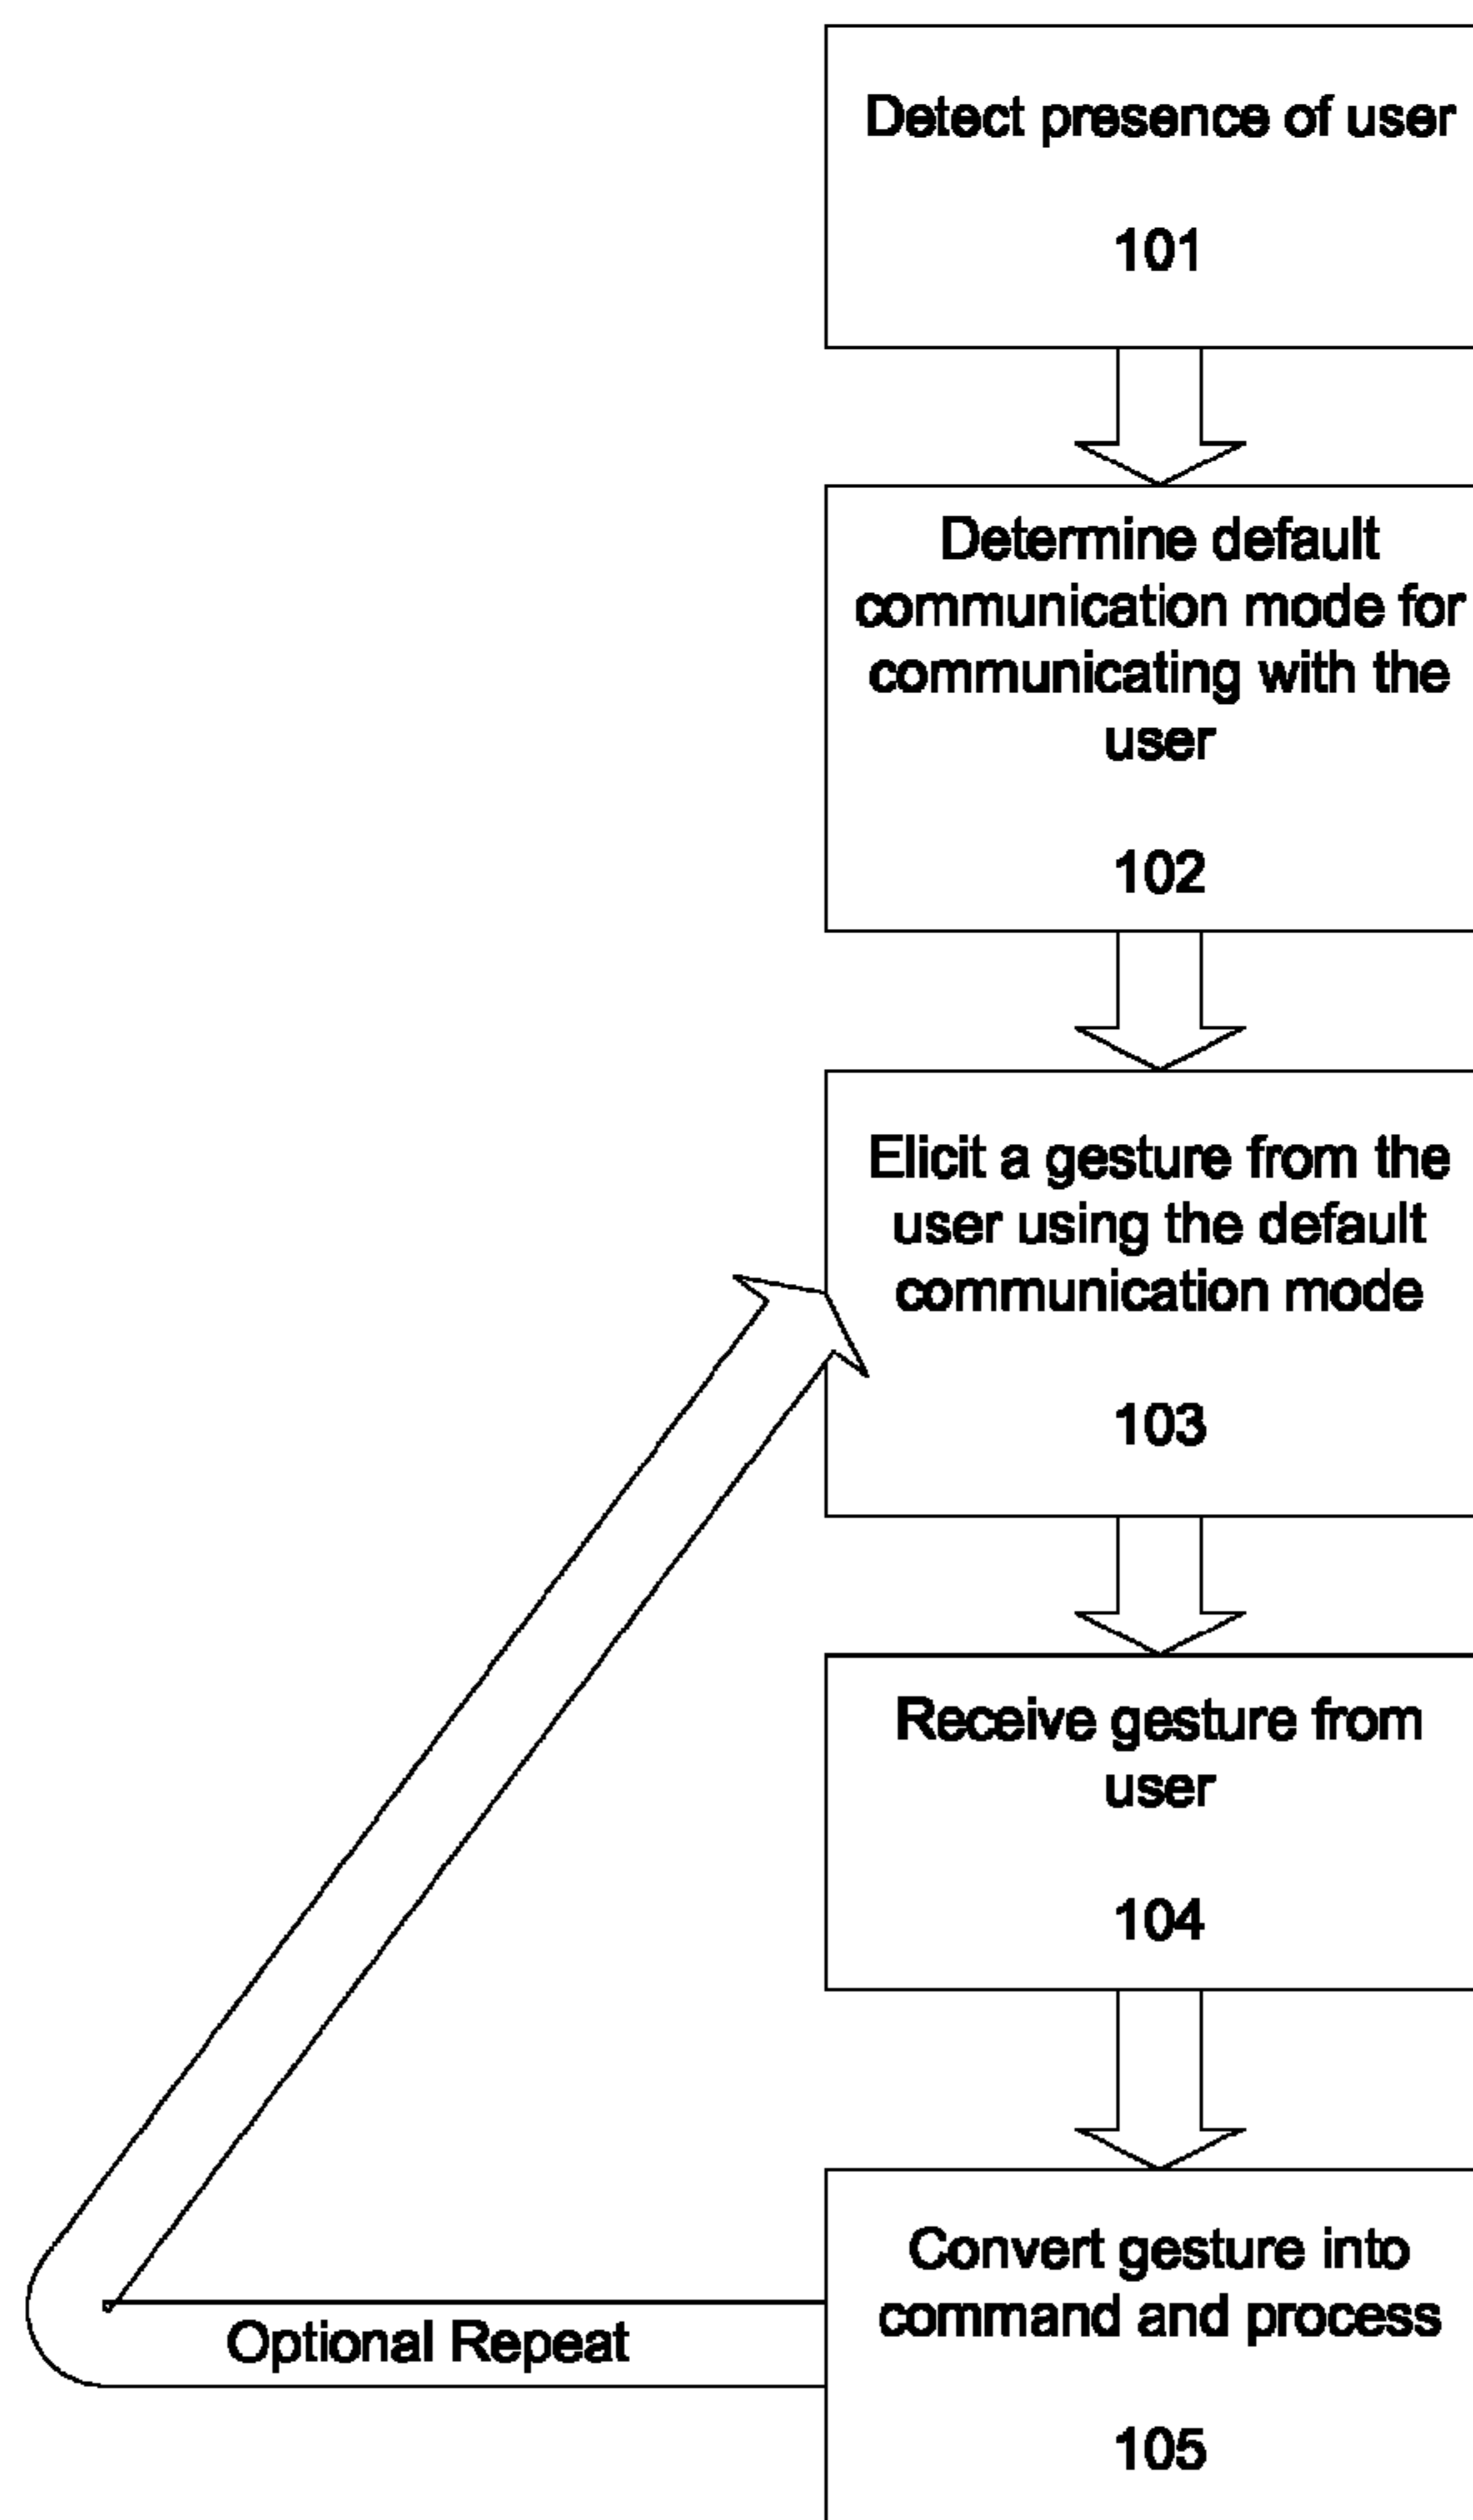 Detect presence of user
101
Determine default
communication mode for
communicating with the
user
102
Elicit a gesture from the
user using the default
communication mode
103
Receive gesture from
user
104
Convert gesture into
command and process
105
Optional Repeat